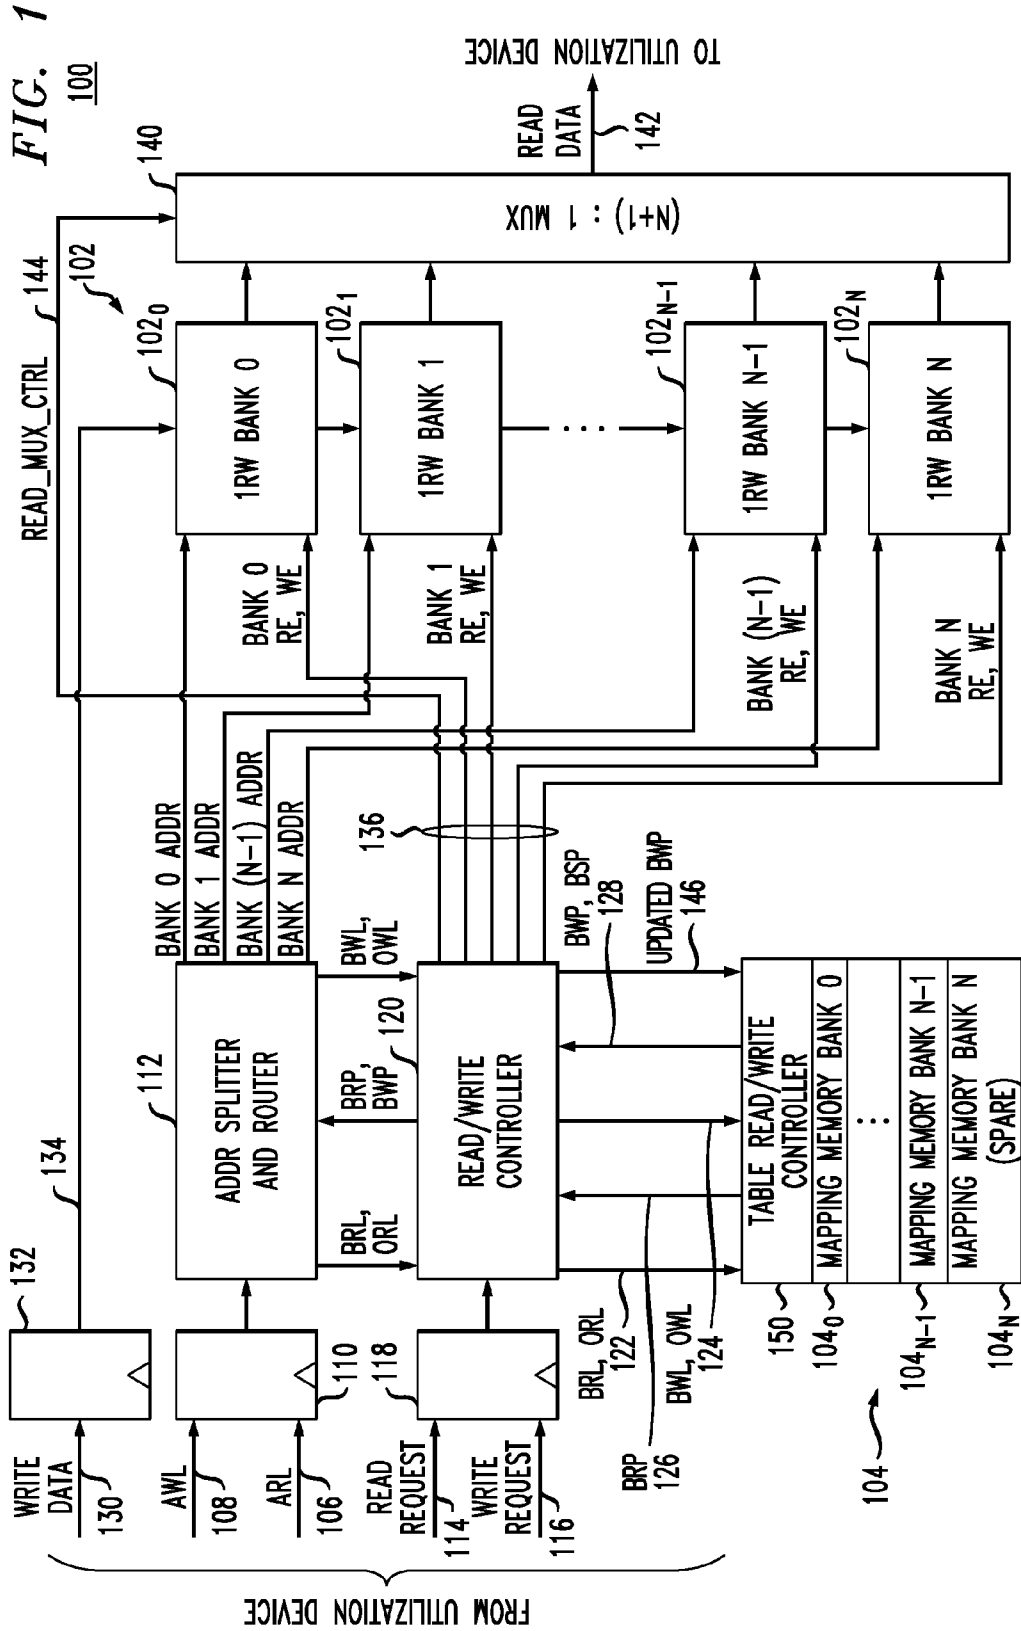 FIG. 1
100
FROM UTILIZATION DEVICE
WRITE
DATA
130
AWL
108
ARL
106
READ
REQUEST
114
WRITE
REQUEST
116
132
110
118
134
112
ADDR SPLITTER
AND ROUTER
BRL,
ORL
BRP,
BWP
BWL,
OWL
120
READ/WRITE
CONTROLLER
BRL, ORL
122
BRP
126
BWL, OWL
124
BWP, BSP
128
UPDATED BWP
146
TABLE READ/WRITE
CONTROLLER
MAPPING MEMORY BANK 0
...
MAPPING MEMORY BANK N-1
MAPPING MEMORY BANK N
(SPARE)
150
104₀
104N-1
104N
104
BANK 0 ADDR
BANK 1 ADDR
BANK (N-1) ADDR
BANK N ADDR
136
READ_MUX_CTRL
144
BANK 0
RE, WE
BANK 1
RE, WE
BANK (N-1)
RE, WE
BANK N
RE, WE
102
102₀
1RW BANK 0
102₁
1RW BANK 1
...
102N-1
1RW BANK N-1
102N
1RW BANK N
140
(N+1) : 1 MUX
READ
DATA
142
TO UTILIZATION DEVICE